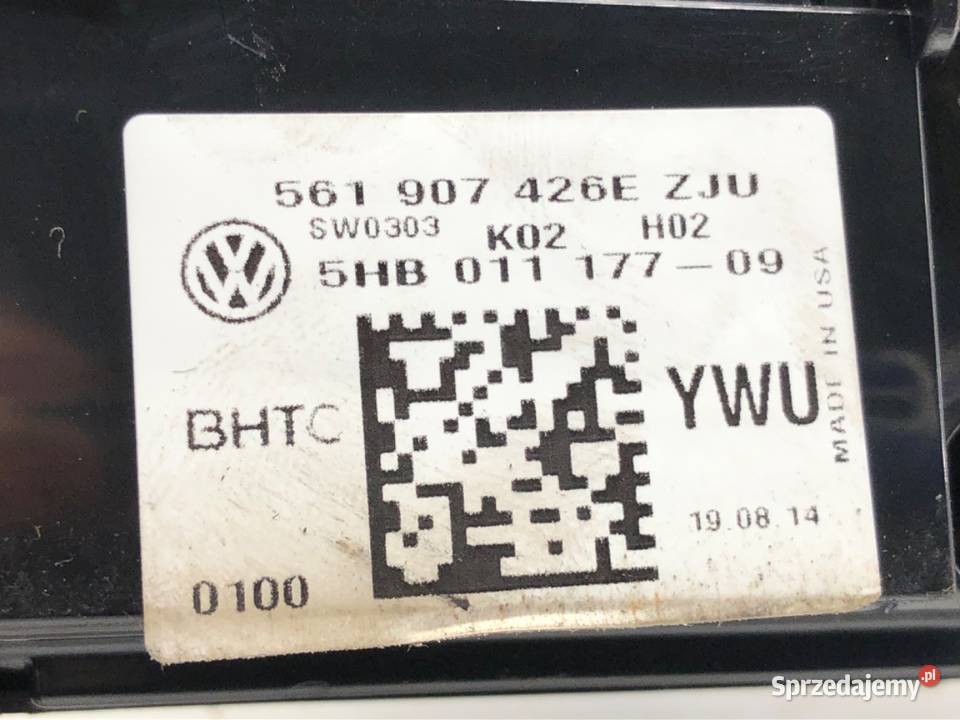 561 907 426E ZJU
SW0303 K02 H02
5HB 011 177-09
BHTC
YWU
MADE IN USA
19.08.14
0100
Sprzedajemy.pl